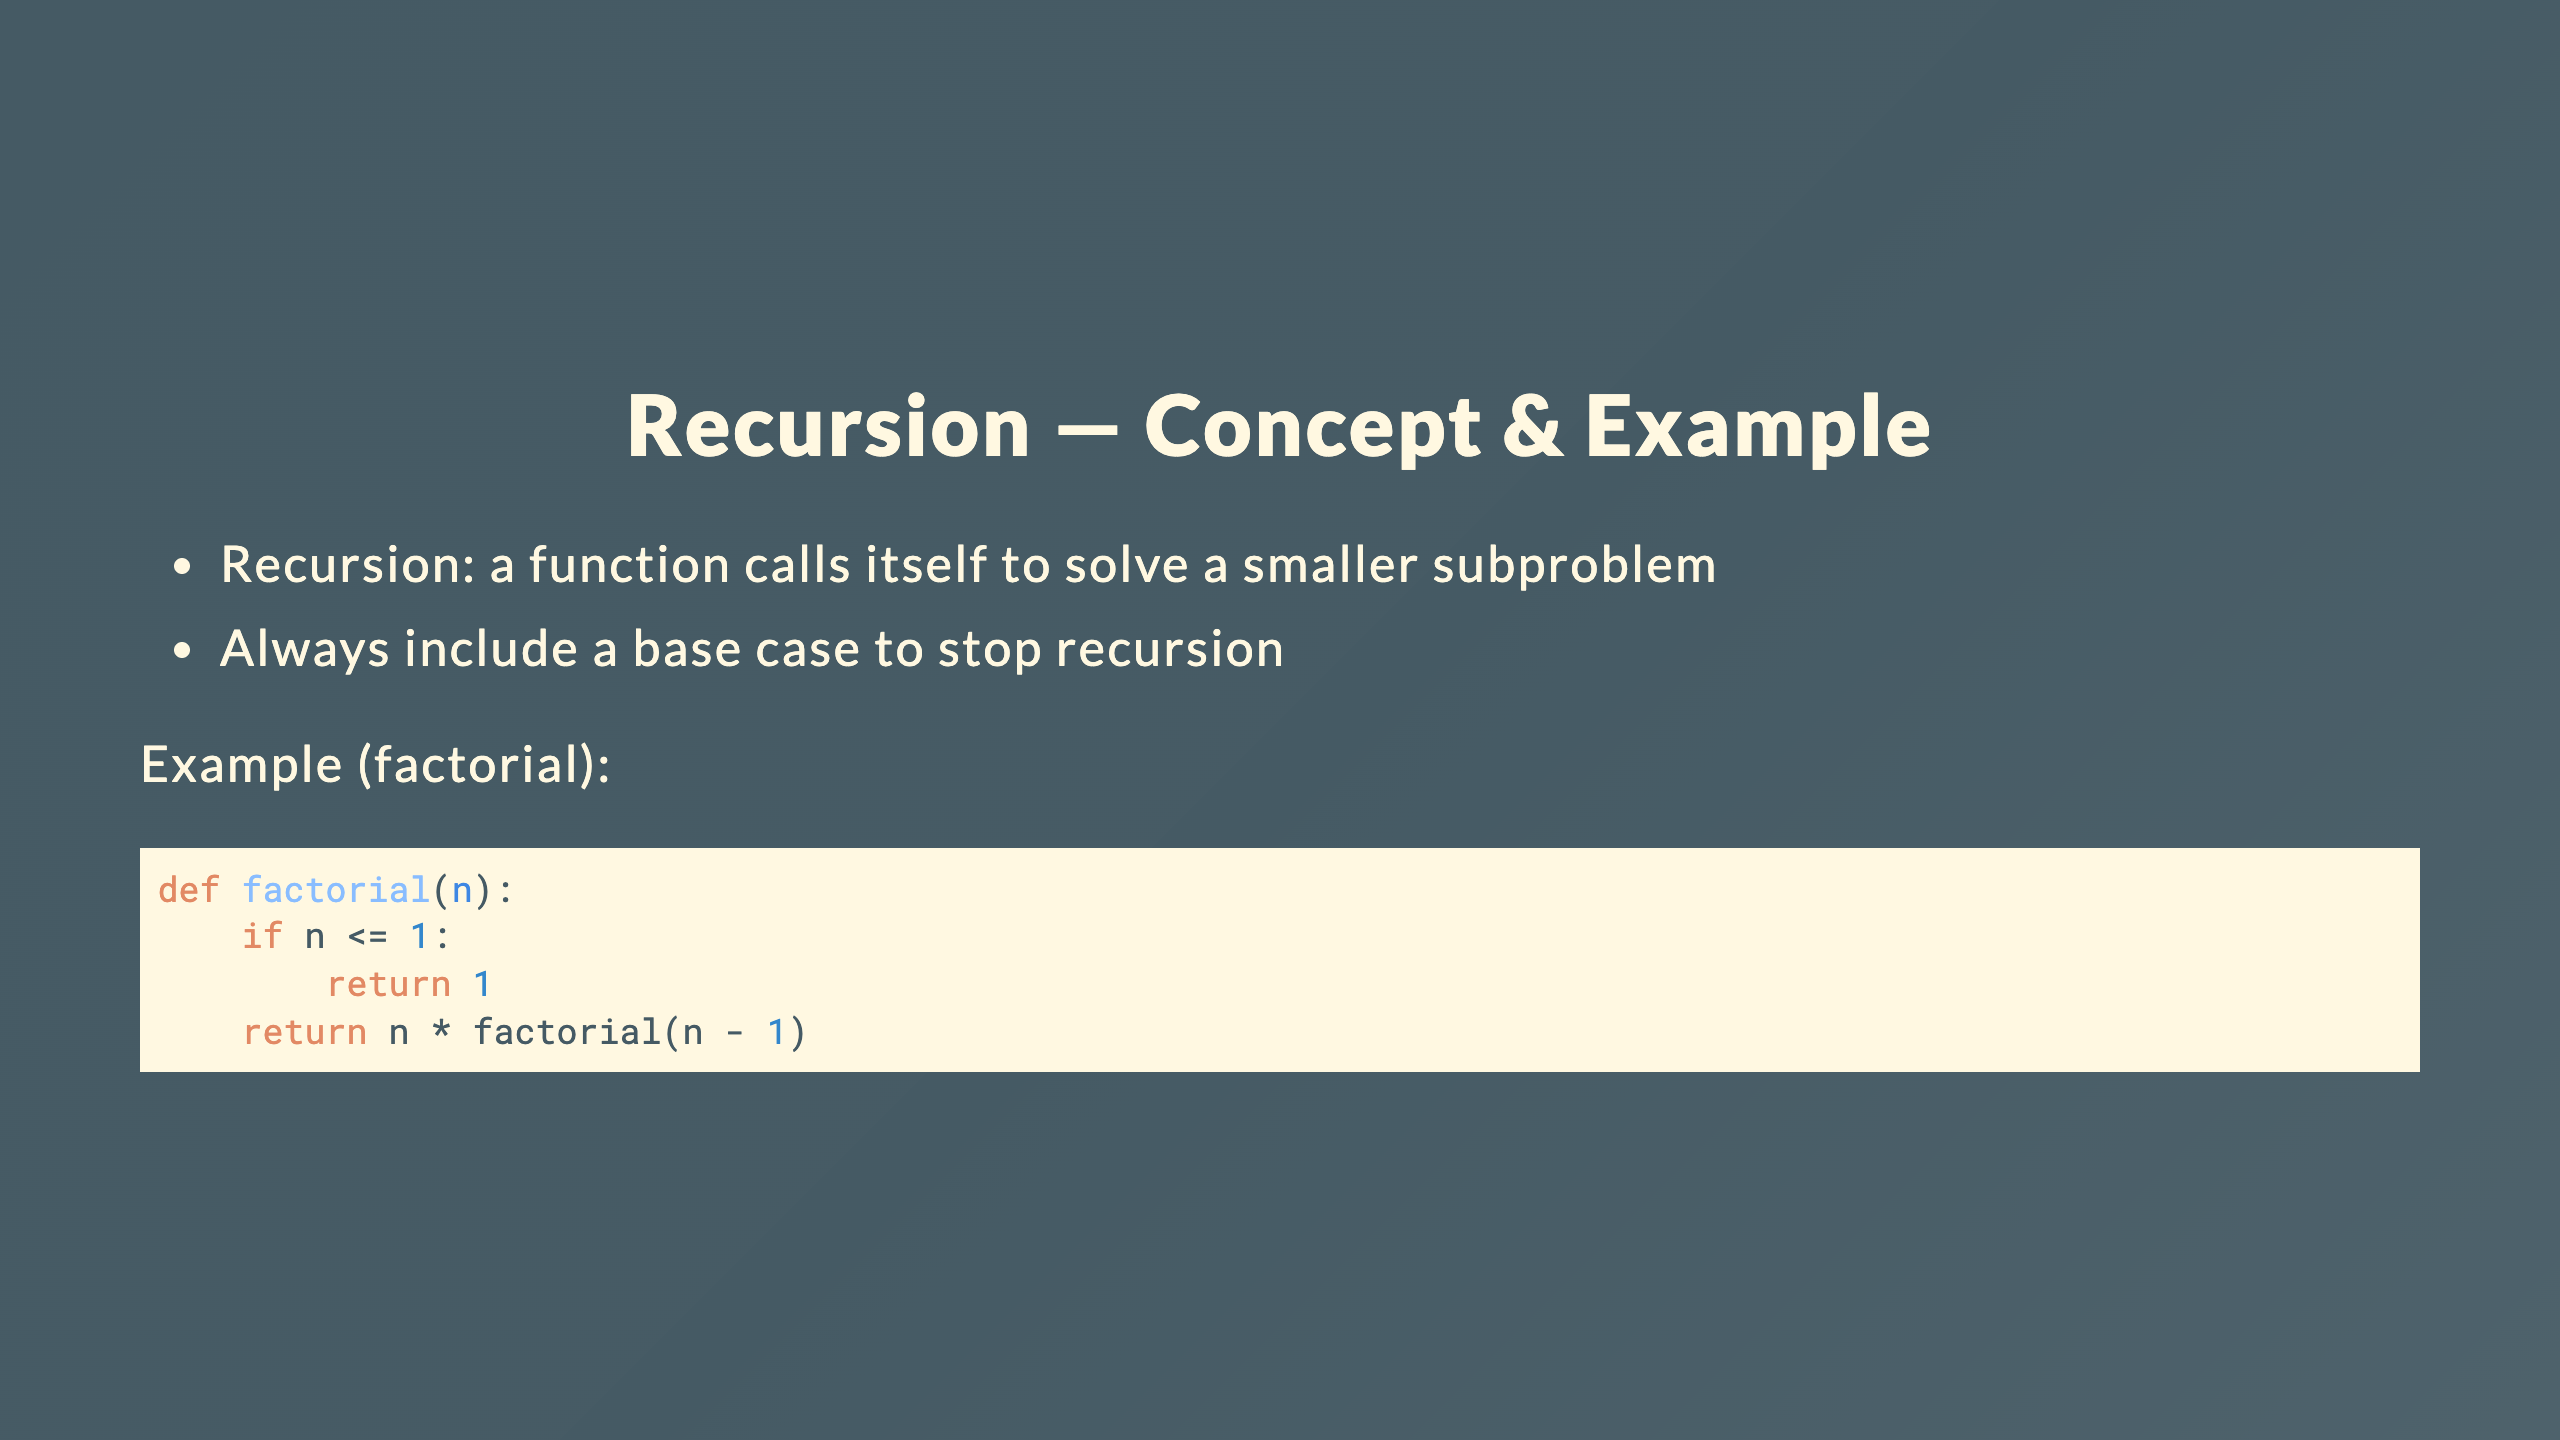 Recursion — Concept & Example
• Recursion: a function calls itself to solve a smaller subproblem
• Always include a base case to stop recursion
Example (factorial):
def factorial(n):
    if n <= 1:
        return 1
    return n * factorial(n - 1)